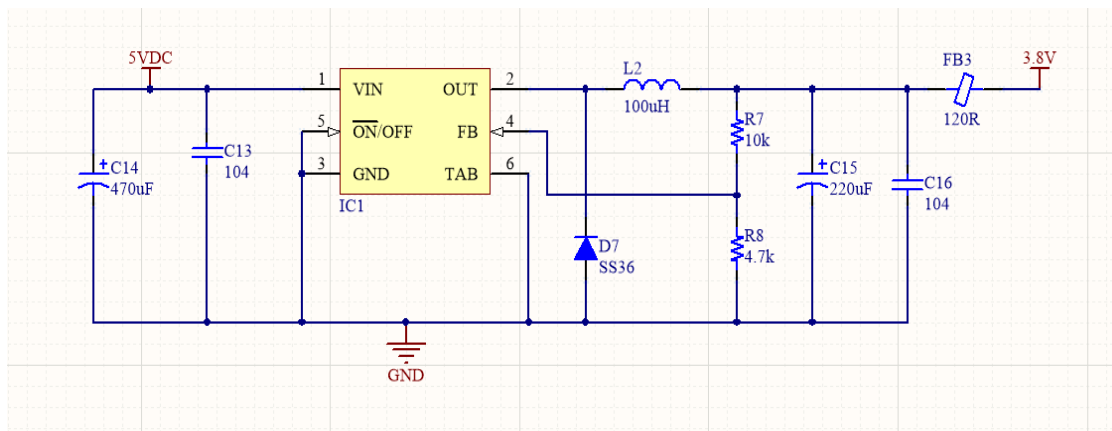 5VDC
C14
470uF
C13
104
1
VIN
OUT
2
5
ON/OFF
FB
4
3
GND
TAB
6
IC1
L2
100uH
D7
SS36
R7
10k
R8
4.7k
C15
220uF
C16
104
FB3
120R
3.8V
GND